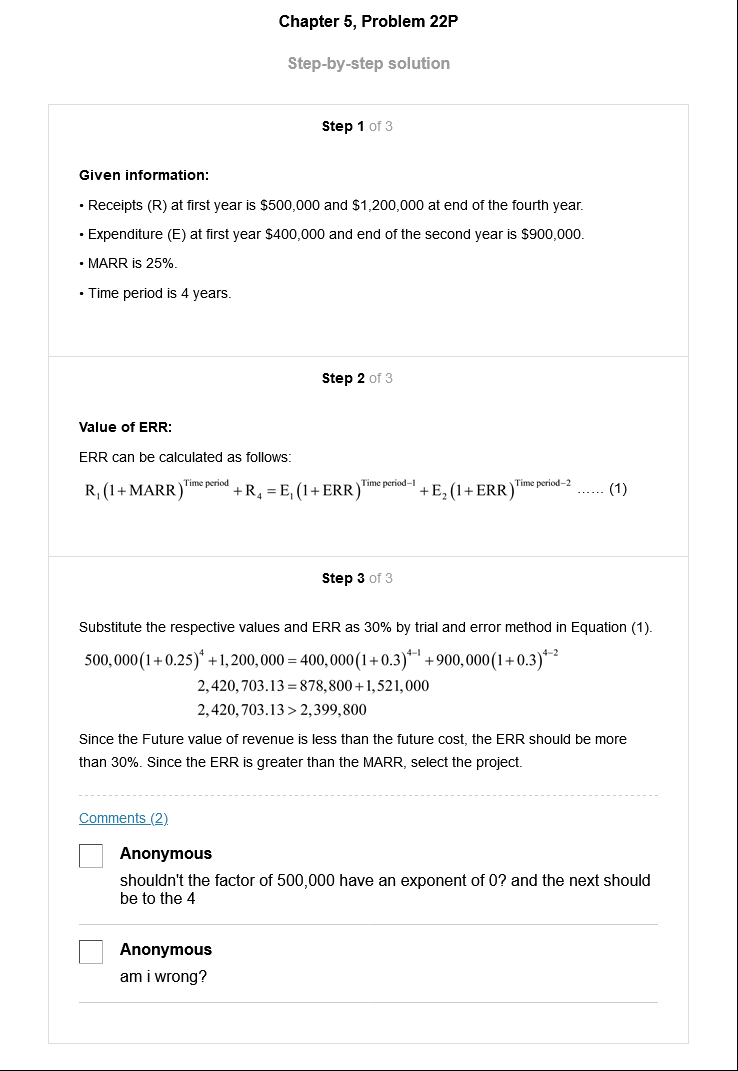 Chapter 5, Problem 22P
Step-by-step solution
Step 1 of 3
Given information:
• Receipts (R) at first year is $500,000 and $1,200,000 at end of the fourth year.
• Expenditure (E) at first year $400,000 and end of the second year is $900,000.
• MARR is 25%.
• Time period is 4 years.
Step 2 of 3
Value of ERR:
ERR can be calculated as follows:
R₁(1+MARR)^Time period + R₄ = E₁(1+ERR)^Time period−1 + E₂(1+ERR)^Time period−2 ...... (1)
Step 3 of 3
Substitute the respective values and ERR as 30% by trial and error method in Equation (1).
500,000(1+0.25)⁴ +1,200,000 = 400,000(1+0.3)⁴⁻¹ +900,000(1+0.3)⁴⁻²
2,420,703.13 = 878,800+1,521,000
2,420,703.13 > 2,399,800
Since the Future value of revenue is less than the future cost, the ERR should be more
than 30%. Since the ERR is greater than the MARR, select the project.
Comments (2)
Anonymous
shouldn't the factor of 500,000 have an exponent of 0? and the next should
be to the 4
Anonymous
am i wrong?